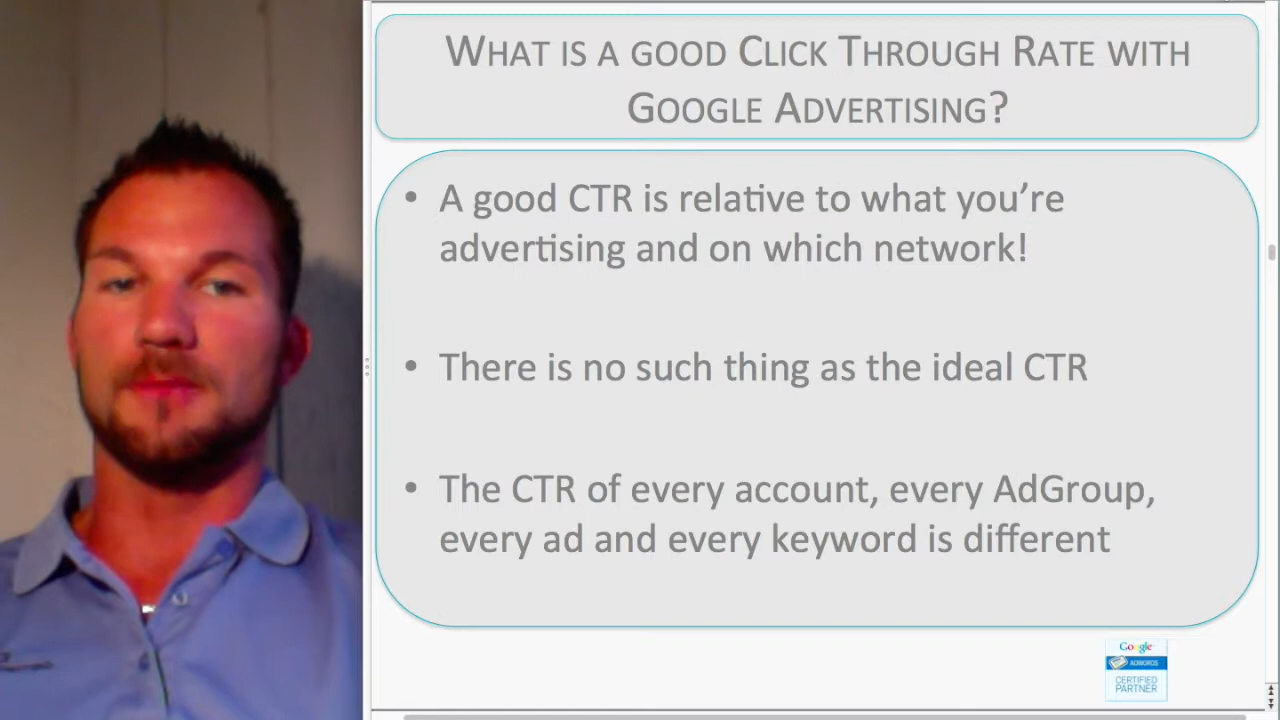 WHAT IS A GOOD CLICK THROUGH RATE WITH
GOOGLE ADVERTISING?
• A good CTR is relative to what you're
advertising and on which network!
• There is no such thing as the ideal CTR
• The CTR of every account, every AdGroup,
every ad and every keyword is different
Google
ADWORDS
CERTIFIED
PARTNER